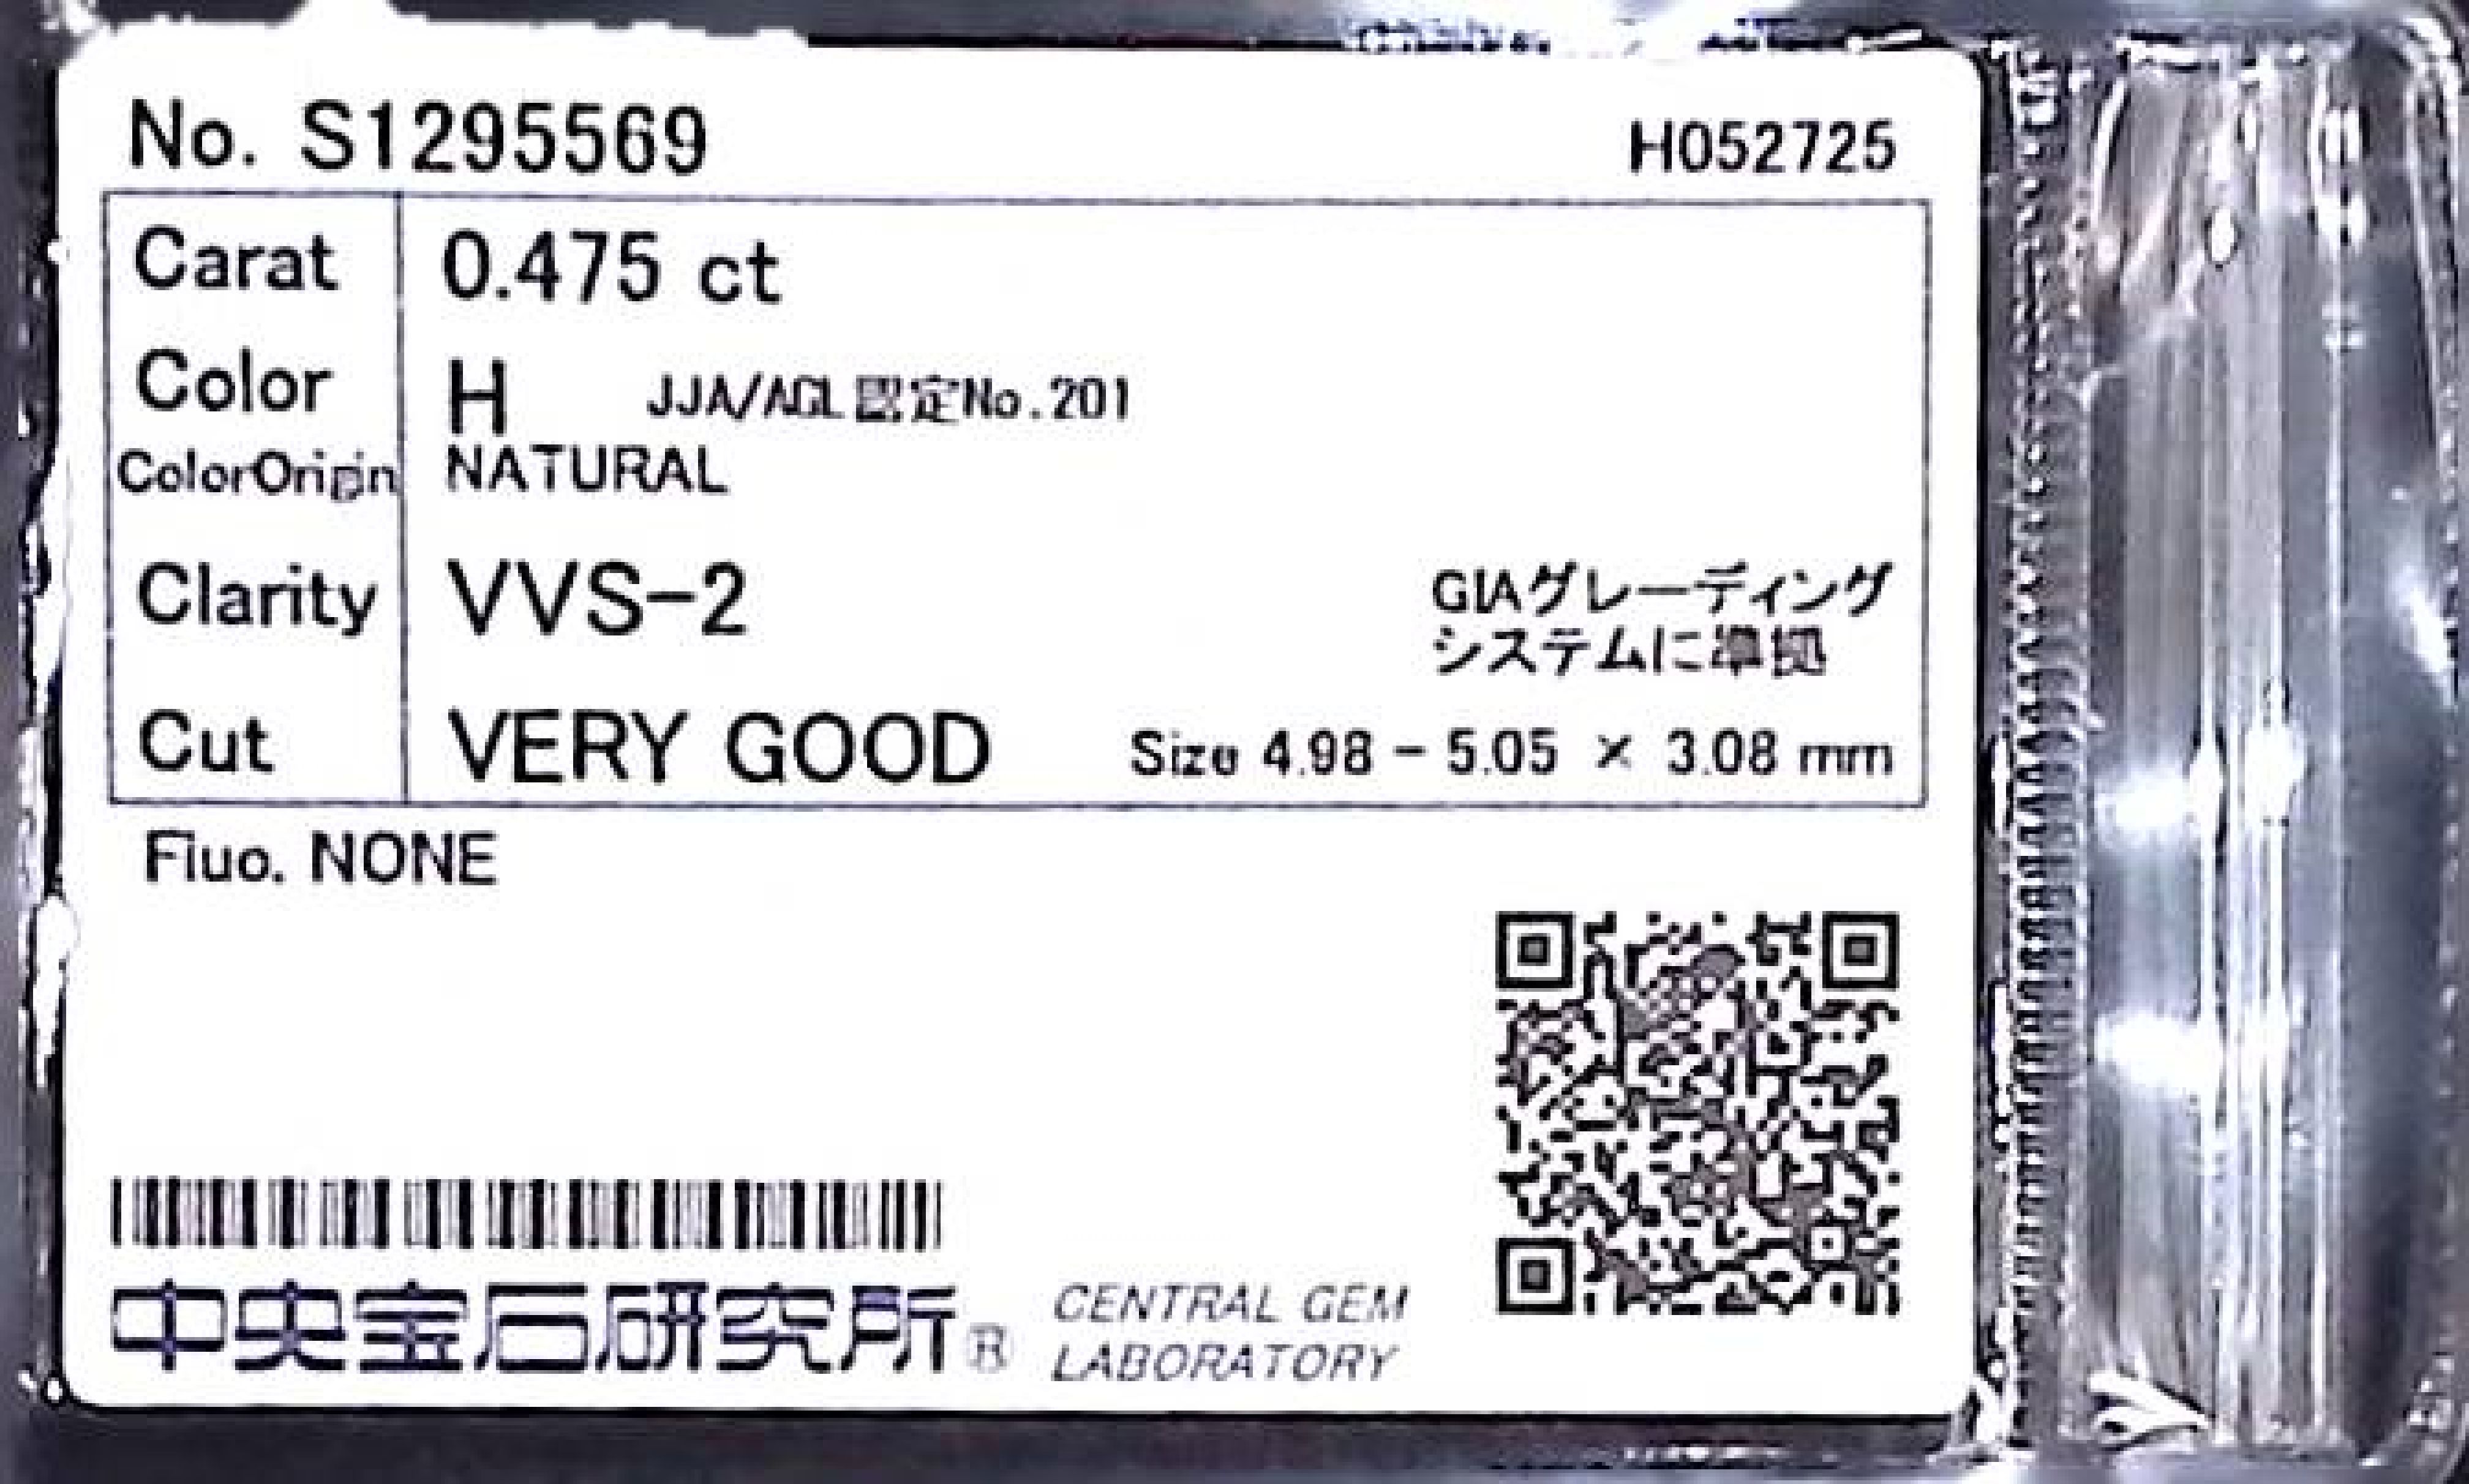 No. S1295569 H052725
Carat 0.475 ct
Color H JJA/AGL認定No.201
ColorOrigin NATURAL
Clarity VVS-2 GIAグレーディング
システムに準拠
Cut VERY GOOD Size 4.98 - 5.05 × 3.08 mm
Fluo. NONE
中央宝石研究所® CENTRAL GEM
LABORATORY